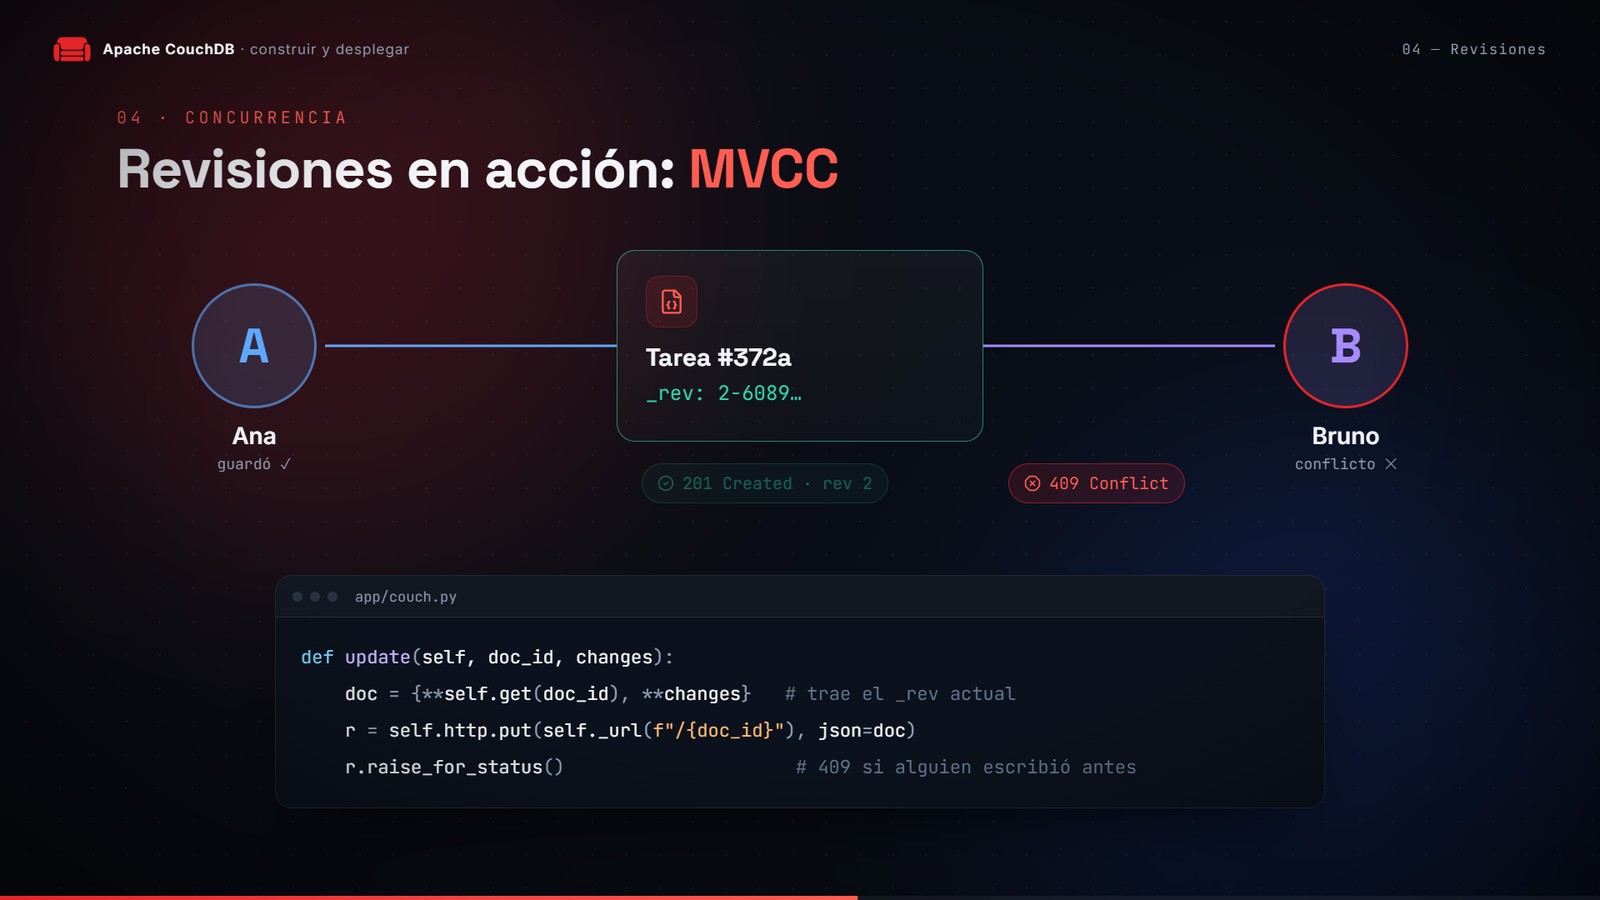 Apache CouchDB · construir y desplegar
04 — Revisiones
04 · CONCURRENCIA
Revisiones en acción: MVCC
A
Tarea #372a
_rev: 2-6089…
B
Ana
guardó ✓
Bruno
conflicto ✕
201 Created · rev 2
409 Conflict
app/couch.py
def update(self, doc_id, changes):
    doc = {**self.get(doc_id), **changes}   # trae el _rev actual
    r = self.http.put(self._url(f"/{doc_id}"), json=doc)
    r.raise_for_status()                     # 409 si alguien escribió antes